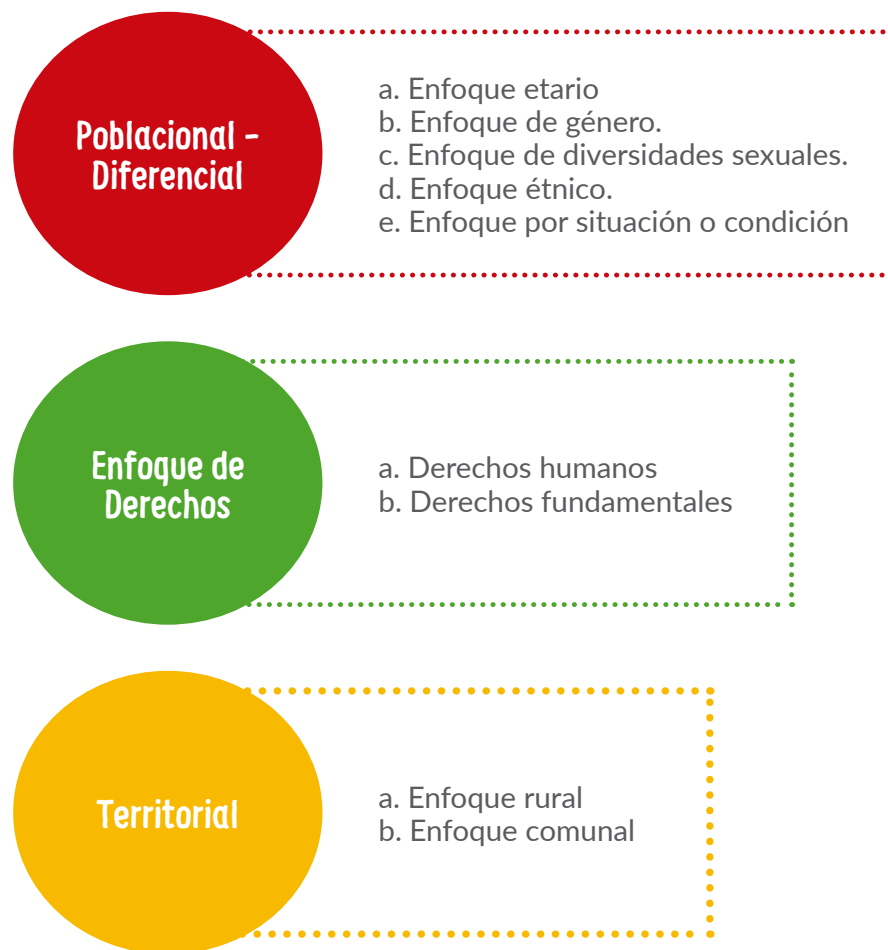 Poblacional -
Diferencial
a. Enfoque etario
b. Enfoque de género.
c. Enfoque de diversidades sexuales.
d. Enfoque étnico.
e. Enfoque por situación o condición
Enfoque de
Derechos
a. Derechos humanos
b. Derechos fundamentales
Territorial
a. Enfoque rural
b. Enfoque comunal